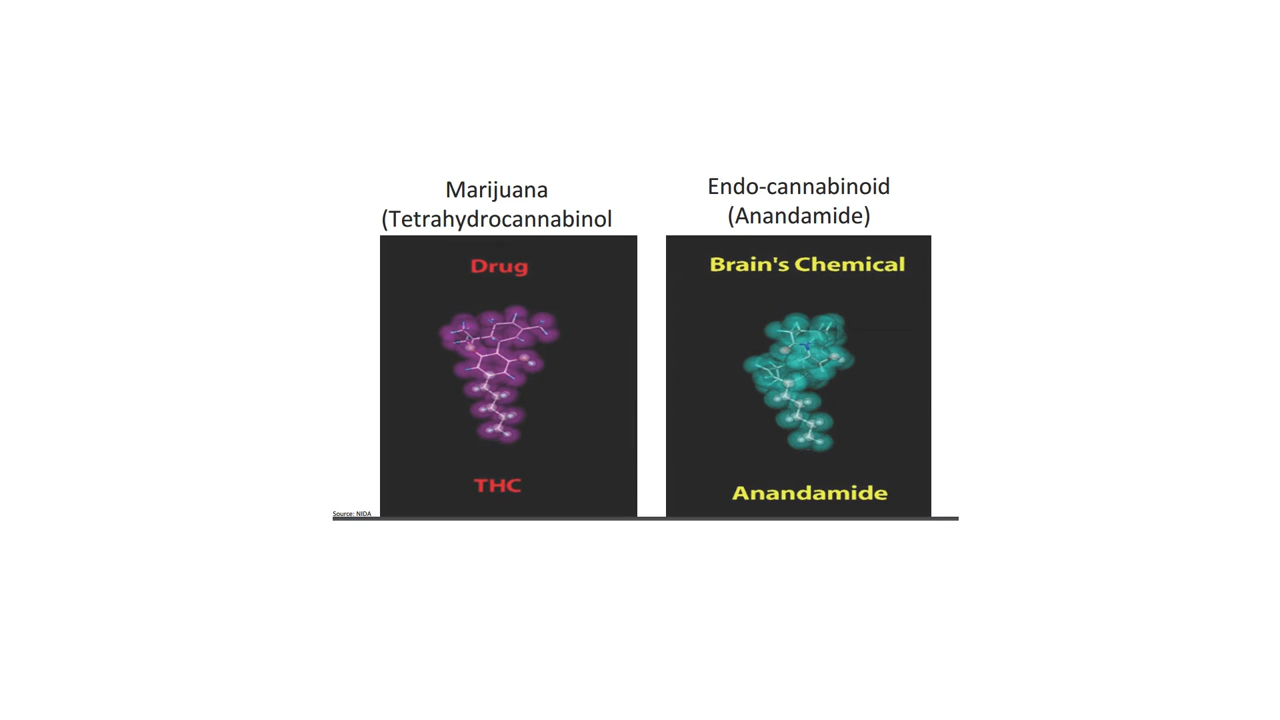 Marijuana
(Tetrahydrocannabinol
Endo-cannabinoid
(Anandamide)
Drug
THC
Brain's Chemical
Anandamide
Source: NIDA